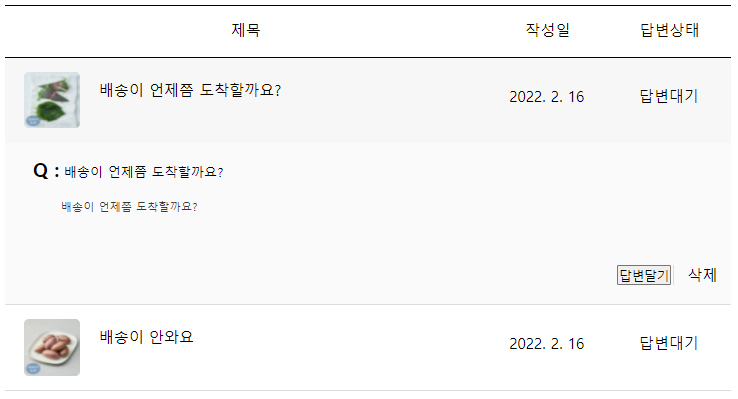 제목 작성일 답변상태
배송이 언제쯤 도착할까요? 2022. 2. 16 답변대기
Q : 배송이 언제쯤 도착할까요?
배송이 언제쯤 도착할까요?
답변달기 삭제
배송이 안와요 2022. 2. 16 답변대기